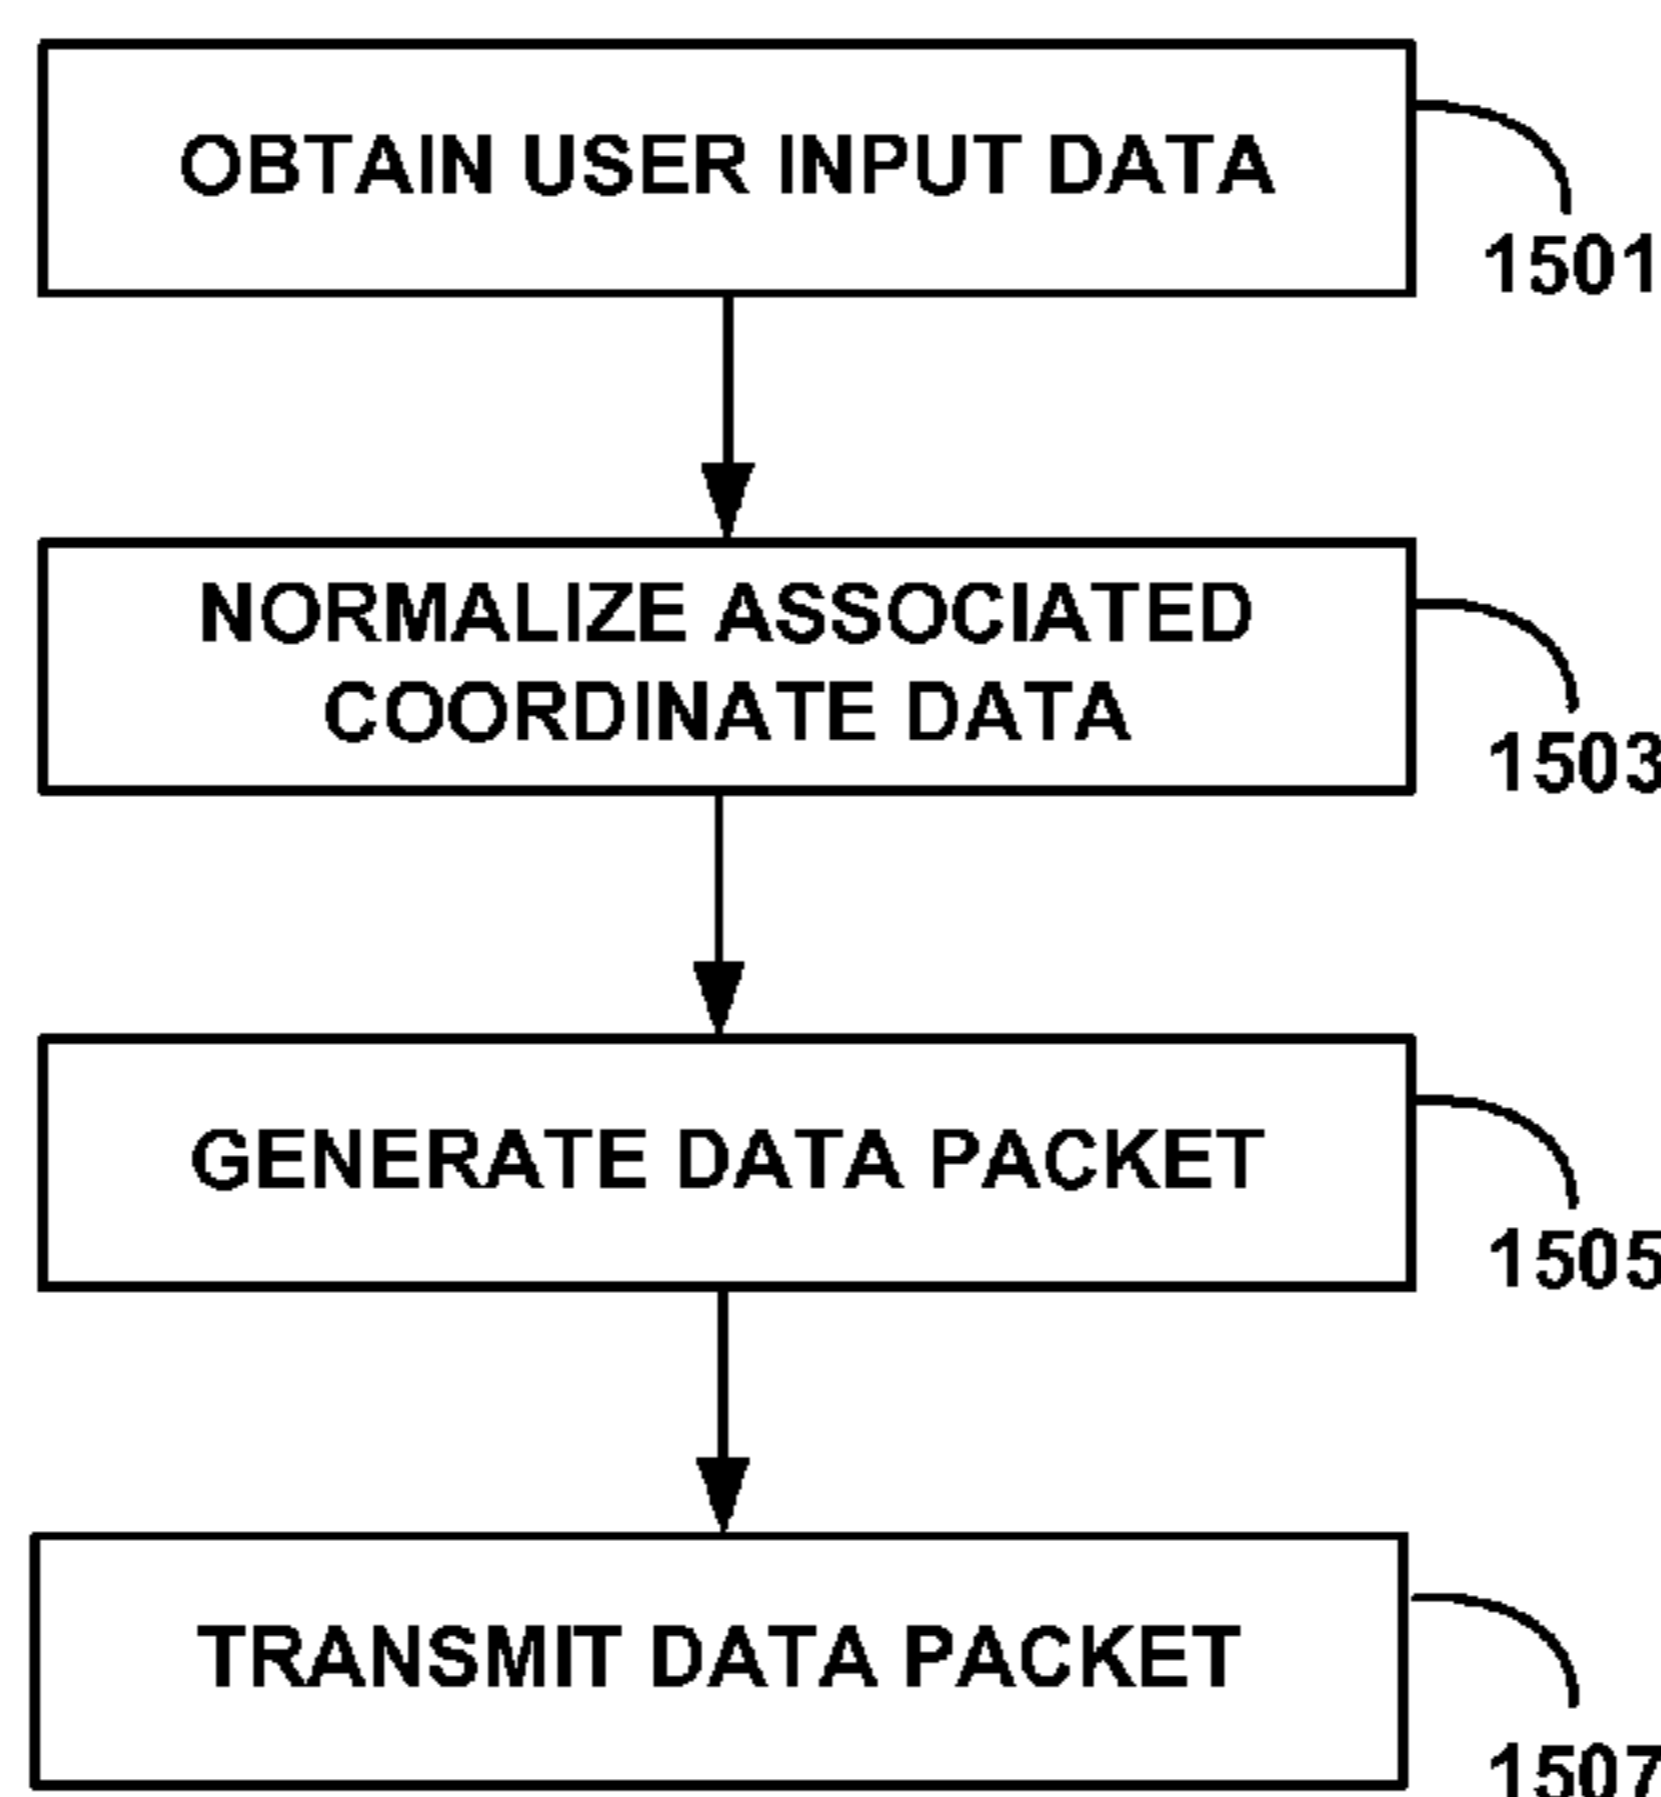 OBTAIN USER INPUT DATA
1501
NORMALIZE ASSOCIATED
COORDINATE DATA
1503
GENERATE DATA PACKET
1505
TRANSMIT DATA PACKET
1507